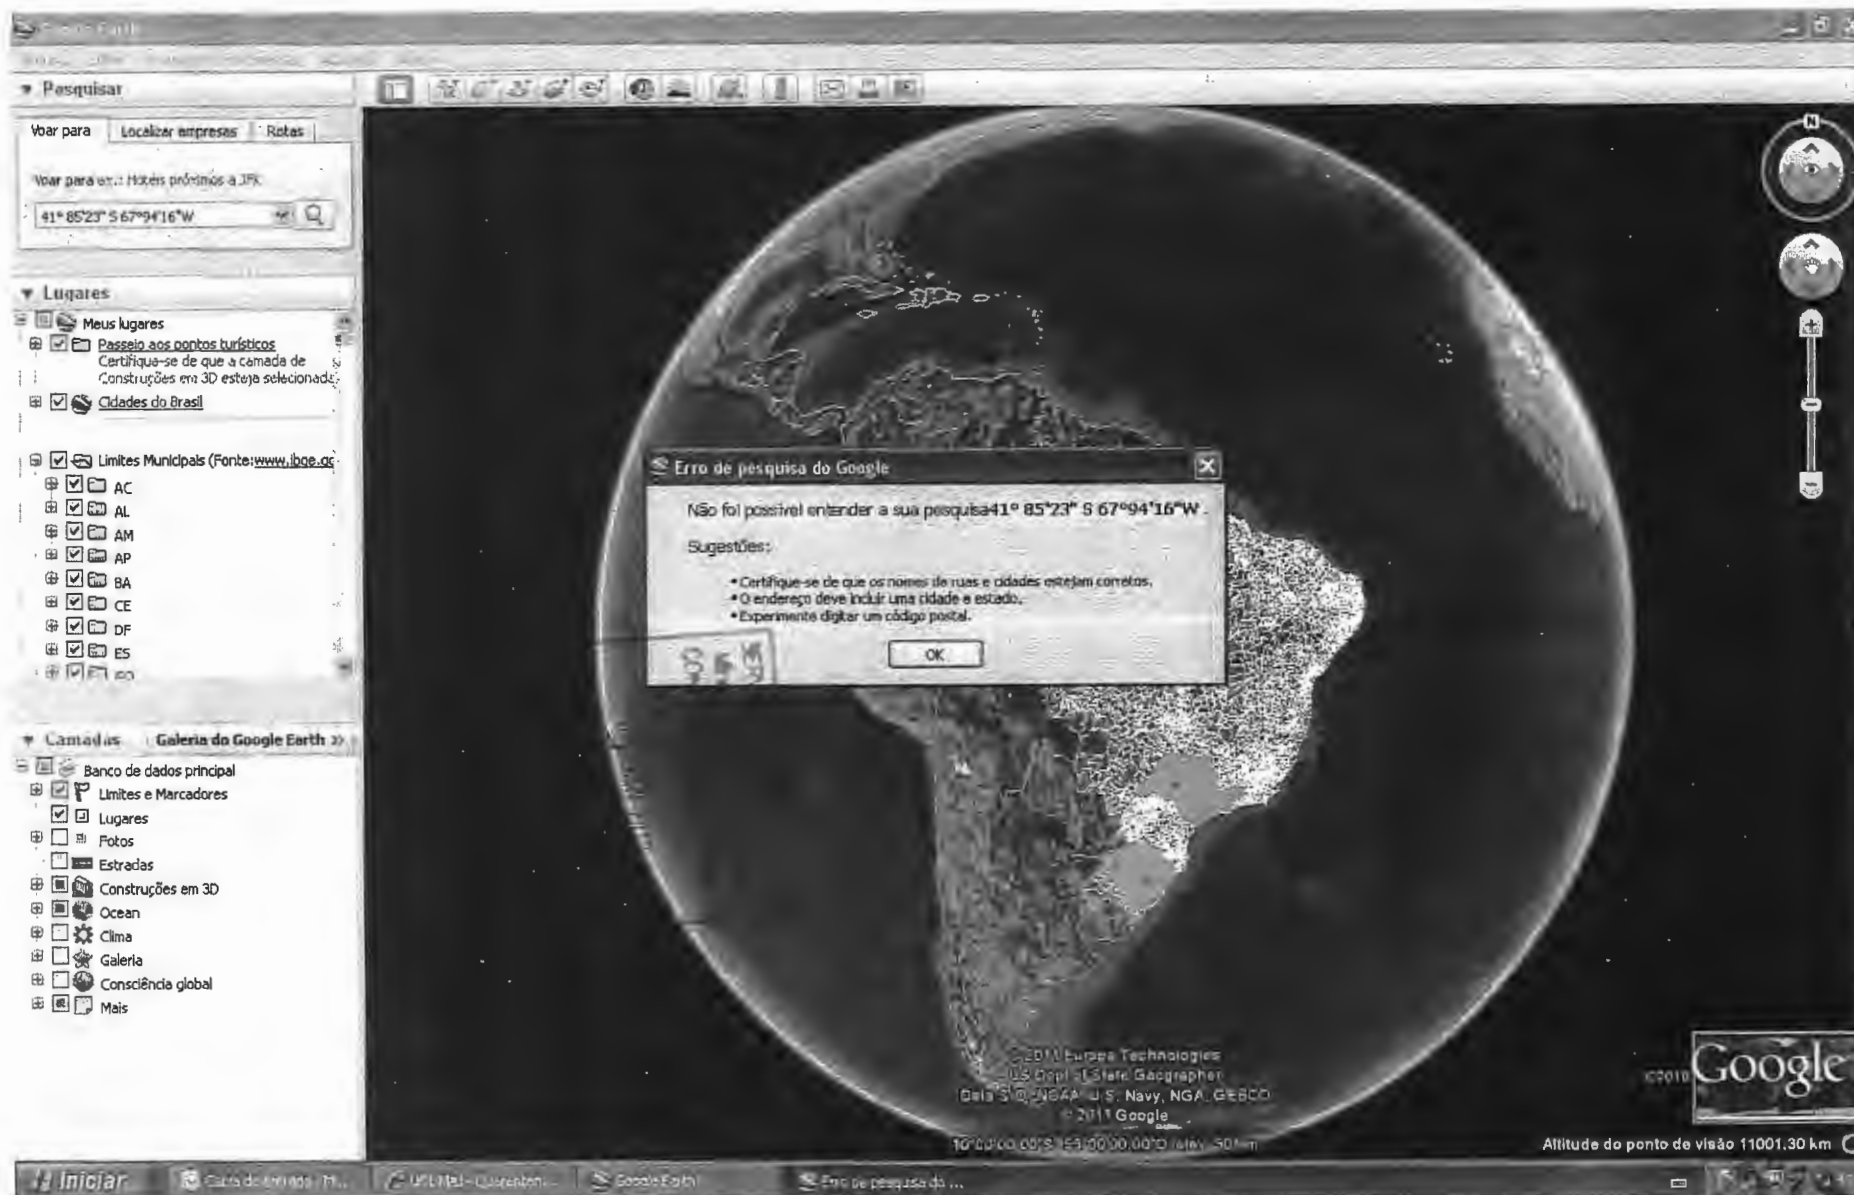 Pesquisar
Voar para
Localizar empresas
Rotas
Voar para ex.: Hotéis próximos a JFK
41° 85'23" S 67°94'16"W
Lugares
Meus lugares
Passeio aos pontos turísticos
Certifique-se de que a camada de
Construções em 3D esteja selecionada
Cidades do Brasil
Limites Municipais (Fonte:www.ibge.gc
AC
AL
AM
AP
BA
CE
DF
ES
Camadas
Galeria do Google Earth »
Banco de dados principal
Limites e Marcadores
Lugares
Fotos
Estradas
Construções em 3D
Ocean
Clima
Galeria
Consciência global
Mais
N
Erro de pesquisa do Google
Não foi possível entender a sua pesquisa41° 85'23" S 67°94'16"W .
Sugestões:
• Certifique-se de que os nomes de ruas e cidades estejam corretos.
• O endereço deve incluir uma cidade e estado.
• Experimente digitar um código postal.
OK
© 2011 Europa Technologies
US Dept of State Geographer
Data SIO, NOAA, U.S. Navy, NGA, GEBCO
© 2011 Google
©2010 Google
Altitude do ponto de visão 11001.30 km
Iniciar
Google Earth
Erro de pesquisa do ...